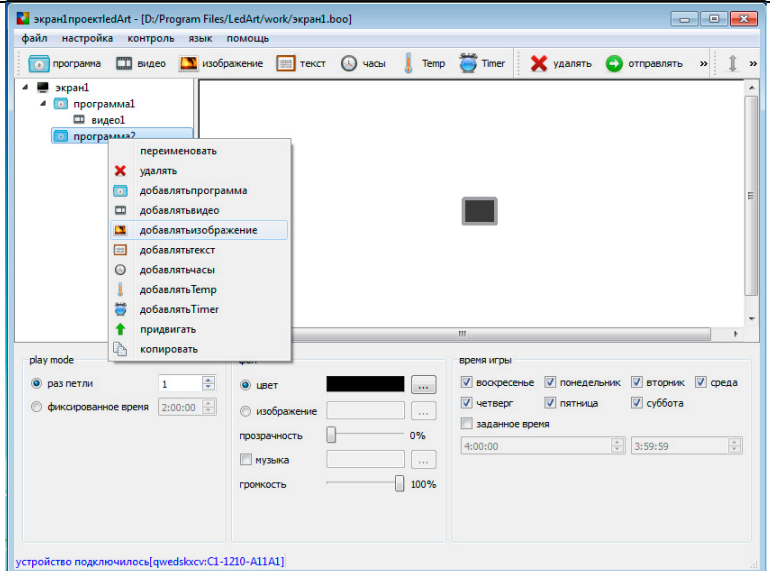 экран1проектledArt - [D:/Program Files/LedArt/work/экран1.boo]
файл настройка контроль язык помощь
программа видео изображение текст часы Temp Timer удалять отправлять » »
экран1
программа1
видео1
программа2
переименовать
удалять
добавлятьпрограмма
добавлятьвидео
добавлятьизображение
добавлятьтекст
добавлятьчасы
добавлятьTemp
добавлятьTimer
придвигать
копировать
play mode
раз петли 1
фиксированное время 2:00:00
фон
цвет ...
изображение ...
прозрачность 0%
музыка ...
громкость 100%
время игры
воскресенье понедельник вторник среда
четверг пятница суббота
заданное время
4:00:00 3:59:59
устройство подключилось[qwedskxcv:C1-1210-A11A1]